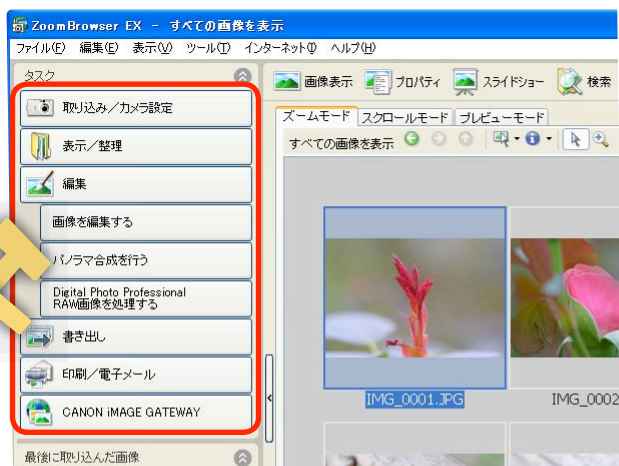 ZoomBrowser EX - すべての画像を表示
ファイル(F) 編集(E) 表示(V) ツール(T) インターネット(I) ヘルプ(H)
タスク
画像表示 プロパティ スライドショー 検索
取り込み/カメラ設定
ズームモード スクロールモード プレビューモード
表示/整理
すべての画像を表示
編集
画像を編集する
パノラマ合成を行う
Digital Photo Professional
RAW画像を処理する
書き出し
印刷/電子メール
CANON iMAGE GATEWAY
IMG_0001.JPG IMG_0002
最後に取り込んだ画像